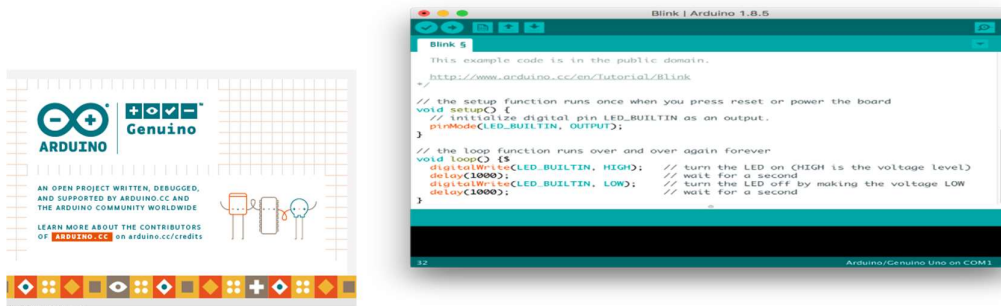 ARDUINO
Genuino
AN OPEN PROJECT WRITTEN, DEBUGGED,
AND SUPPORTED BY ARDUINO.CC AND
THE ARDUINO COMMUNITY WORLDWIDE
LEARN MORE ABOUT THE CONTRIBUTORS
OF ARDUINO.CC on arduino.cc/credits
Blink | Arduino 1.8.5
Blink §
This example code is in the public domain.
http://www.arduino.cc/en/Tutorial/Blink
*/
// the setup function runs once when you press reset or power the board
void setup() {
// initialize digital pin LED_BUILTIN as an output.
pinMode(LED_BUILTIN, OUTPUT);
}
// the loop function runs over and over again forever
void loop() {$
digitalWrite(LED_BUILTIN, HIGH); // turn the LED on (HIGH is the voltage level)
delay(1000); // wait for a second
digitalWrite(LED_BUILTIN, LOW); // turn the LED off by making the voltage LOW
delay(1000); // wait for a second
}
32
Arduino/Genuino Uno on COM1